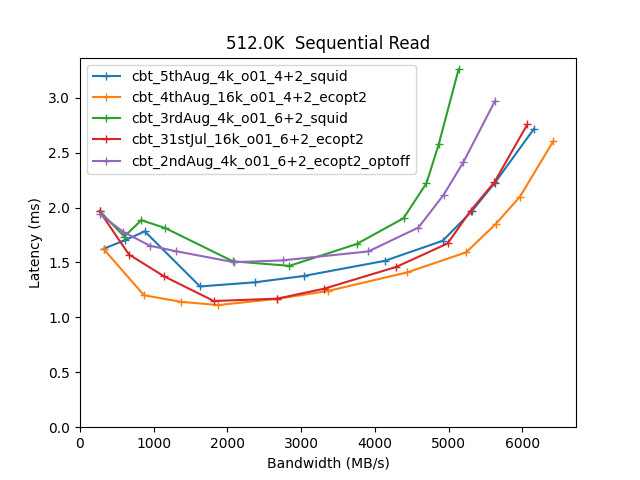 512.0K  Sequential Read
cbt_5thAug_4k_o01_4+2_squid
cbt_4thAug_16k_o01_4+2_ecopt2
cbt_3rdAug_4k_o01_6+2_squid
cbt_31stJul_16k_o01_6+2_ecopt2
cbt_2ndAug_4k_o01_6+2_ecopt2_optoff
Latency (ms)
3.0
2.5
2.0
1.5
1.0
0.5
0.0
0 1000 2000 3000 4000 5000 6000
Bandwidth (MB/s)